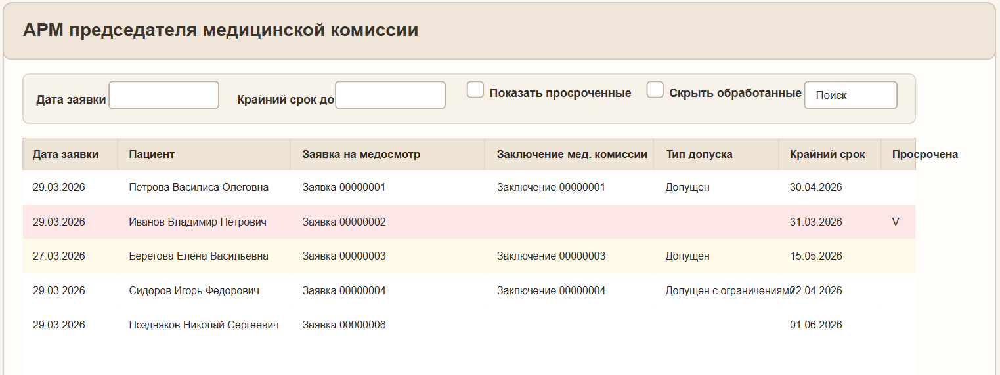 АРМ председателя медицинской комиссии
Дата заявки Крайний срок до Показать просроченные Скрыть обработанные Поиск
Дата заявки Пациент Заявка на медосмотр Заключение мед. комиссии Тип допуска Крайний срок Просрочена
29.03.2026 Петрова Василиса Олеговна Заявка 00000001 Заключение 00000001 Допущен 30.04.2026
29.03.2026 Иванов Владимир Петрович Заявка 00000002 31.03.2026 V
27.03.2026 Берегова Елена Васильевна Заявка 00000003 Заключение 00000003 Допущен 15.05.2026
29.03.2026 Сидоров Игорь Федорович Заявка 00000004 Заключение 00000004 Допущен с ограничениями 22.04.2026
29.03.2026 Поздняков Николай Сергеевич Заявка 00000006 01.06.2026